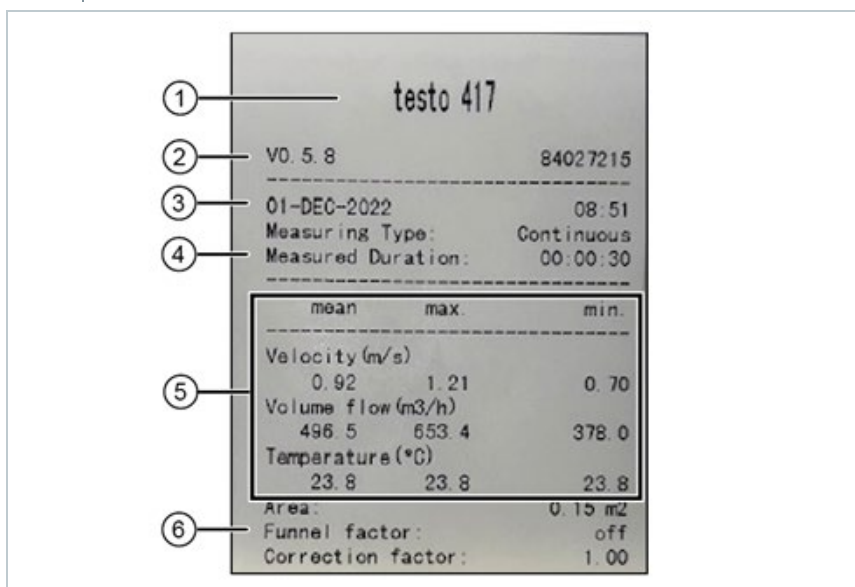 testo 417
V0.5.8 84027215
01-DEC-2022 08:51
Measuring Type: Continuous
Measured Duration: 00:00:30
mean max. min.
Velocity(m/s)
0.92 1.21 0.70
Volume flow(m3/h)
496.5 653.4 378.0
Temperature(°C)
23.8 23.8 23.8
Area: 0.15 m2
Funnel factor: off
Correction factor: 1.00
1
2
3
4
5
6